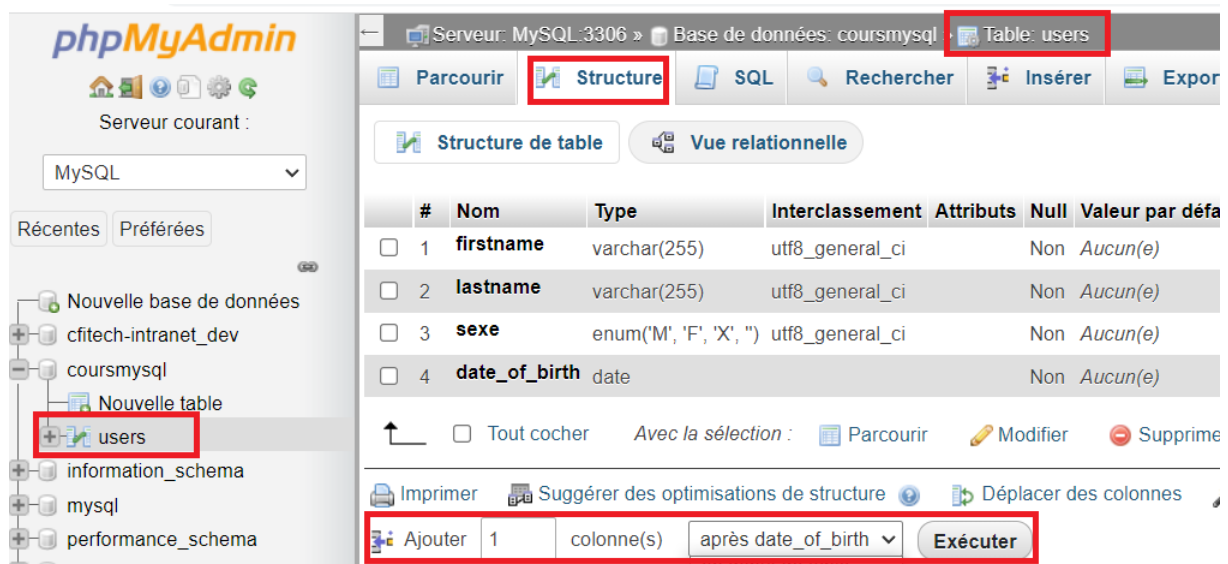 phpMyAdmin
Serveur courant :
MySQL
Récentes Préférées
Nouvelle base de données
cfitech-intranet_dev
coursmysql
Nouvelle table
users
information_schema
mysql
performance_schema
← Serveur: MySQL:3306 » Base de données: coursmysql » Table: users
Parcourir Structure SQL Rechercher Insérer Expor
Structure de table Vue relationnelle
# Nom Type Interclassement Attributs Null Valeur par défa
1 firstname varchar(255) utf8_general_ci Non Aucun(e)
2 lastname varchar(255) utf8_general_ci Non Aucun(e)
3 sexe enum('M', 'F', 'X', '') utf8_general_ci Non Aucun(e)
4 date_of_birth date Non Aucun(e)
Tout cocher Avec la sélection : Parcourir Modifier Supprime
Imprimer Suggérer des optimisations de structure Déplacer des colonnes
Ajouter 1 colonne(s) après date_of_birth Exécuter